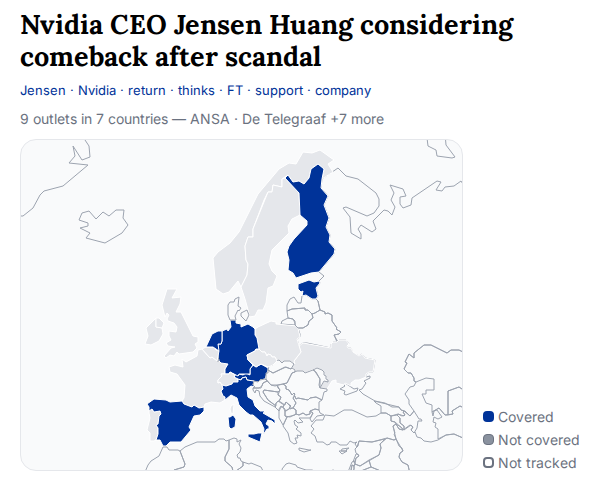 Nvidia CEO Jensen Huang considering
comeback after scandal
Jensen · Nvidia · return · thinks · FT · support · company
9 outlets in 7 countries — ANSA · De Telegraaf +7 more
Covered
Not covered
Not tracked